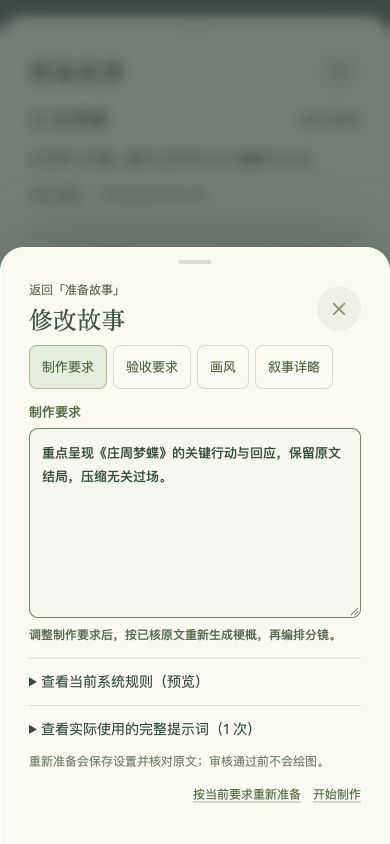 返回「准备故事」
修改故事
制作要求
验收要求
画风
叙事详略
制作要求
重点呈现《庄周梦蝶》的关键行动与回应，保留原文
结局，压缩无关过场。
调整制作要求后，按已核原文重新生成梗概，再编排分镜。
查看当前系统规则（预览）
查看实际使用的完整提示词（1 次）
重新准备会保存设置并核对原文；审核通过前不会绘图。
按当前要求重新准备 开始制作